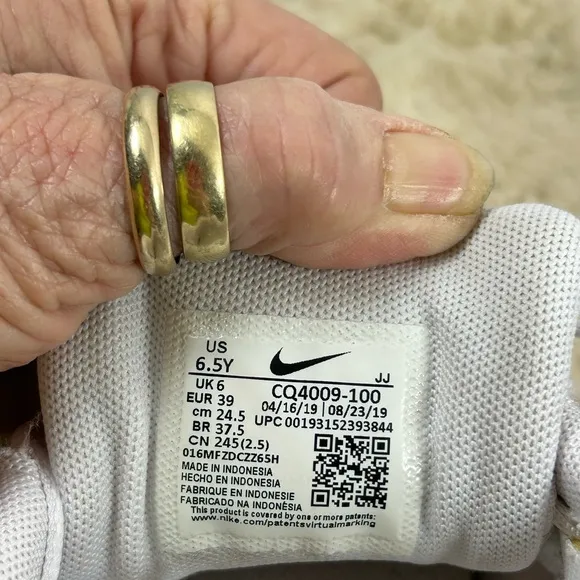 US
6.5Y
JJ
UK 6
CQ4009-100
EUR 39
04/16/19 | 08/23/19
cm 24.5
UPC 00193152393844
BR 37.5
CN 245(2.5)
016MFZDCZZ65H
MADE IN INDONESIA
HECHO EN INDONESIA
FABRIQUE EN INDONESIE
FABRICADO NA INDONÈSIA
This product is covered by one or more patents:
www.nike.com/patentsvirtualmarking